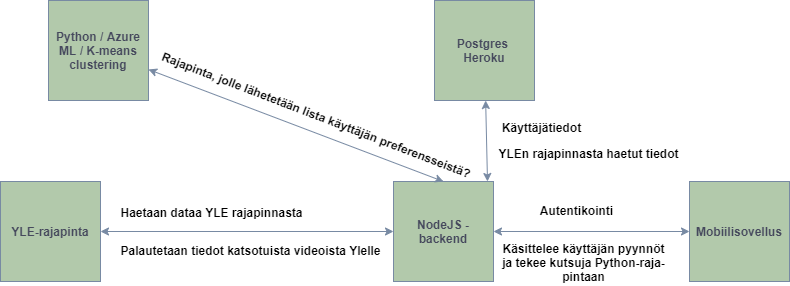 Python / Azure
ML / K-means
clustering
Postgres
Heroku
Rajapinta, jolle lähetetään lista käyttäjän preferensseistä?
Käyttäjätiedot
YLEn rajapinnasta haetut tiedot
YLE-rajapinta
Haetaan dataa YLE rajapinnasta
Palautetaan tiedot katsotuista videoista Ylelle
NodeJS -
backend
Autentikointi
Käsittelee käyttäjän pyynnöt
ja tekee kutsuja Python-raja-
pintaan
Mobiilisovellus